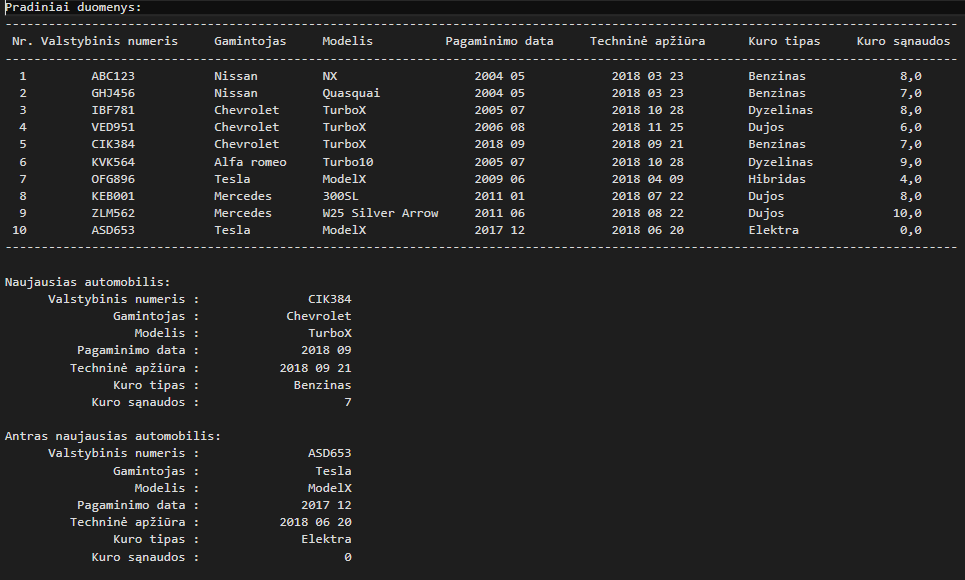 Pradiniai duomenys:
------------------------------------------------------------------------------------------------------------------------------------
Nr. Valstybinis numeris Gamintojas Modelis Pagaminimo data Techninė apžiūra Kuro tipas Kuro sąnaudos
------------------------------------------------------------------------------------------------------------------------------------
1 ABC123 Nissan NX 2004 05 2018 03 23 Benzinas 8,0
2 GHJ456 Nissan Quasquai 2004 05 2018 03 23 Benzinas 7,0
3 IBF781 Chevrolet TurboX 2005 07 2018 10 28 Dyzelinas 8,0
4 VED951 Chevrolet TurboX 2006 08 2018 11 25 Dujos 6,0
5 CIK384 Chevrolet TurboX 2018 09 2018 09 21 Benzinas 7,0
6 KVK564 Alfa romeo Turbo10 2005 07 2018 10 28 Dyzelinas 9,0
7 OFG896 Tesla ModelX 2009 06 2018 04 09 Hibridas 4,0
8 KEB001 Mercedes 300SL 2011 01 2018 07 22 Dujos 8,0
9 ZLM562 Mercedes W25 Silver Arrow 2011 06 2018 08 22 Dujos 10,0
10 ASD653 Tesla ModelX 2017 12 2018 06 20 Elektra 0,0
------------------------------------------------------------------------------------------------------------------------------------
Naujausias automobilis:
Valstybinis numeris : CIK384
Gamintojas : Chevrolet
Modelis : TurboX
Pagaminimo data : 2018 09
Techninė apžiūra : 2018 09 21
Kuro tipas : Benzinas
Kuro sąnaudos : 7
Antras naujausias automobilis:
Valstybinis numeris : ASD653
Gamintojas : Tesla
Modelis : ModelX
Pagaminimo data : 2017 12
Techninė apžiūra : 2018 06 20
Kuro tipas : Elektra
Kuro sąnaudos : 0